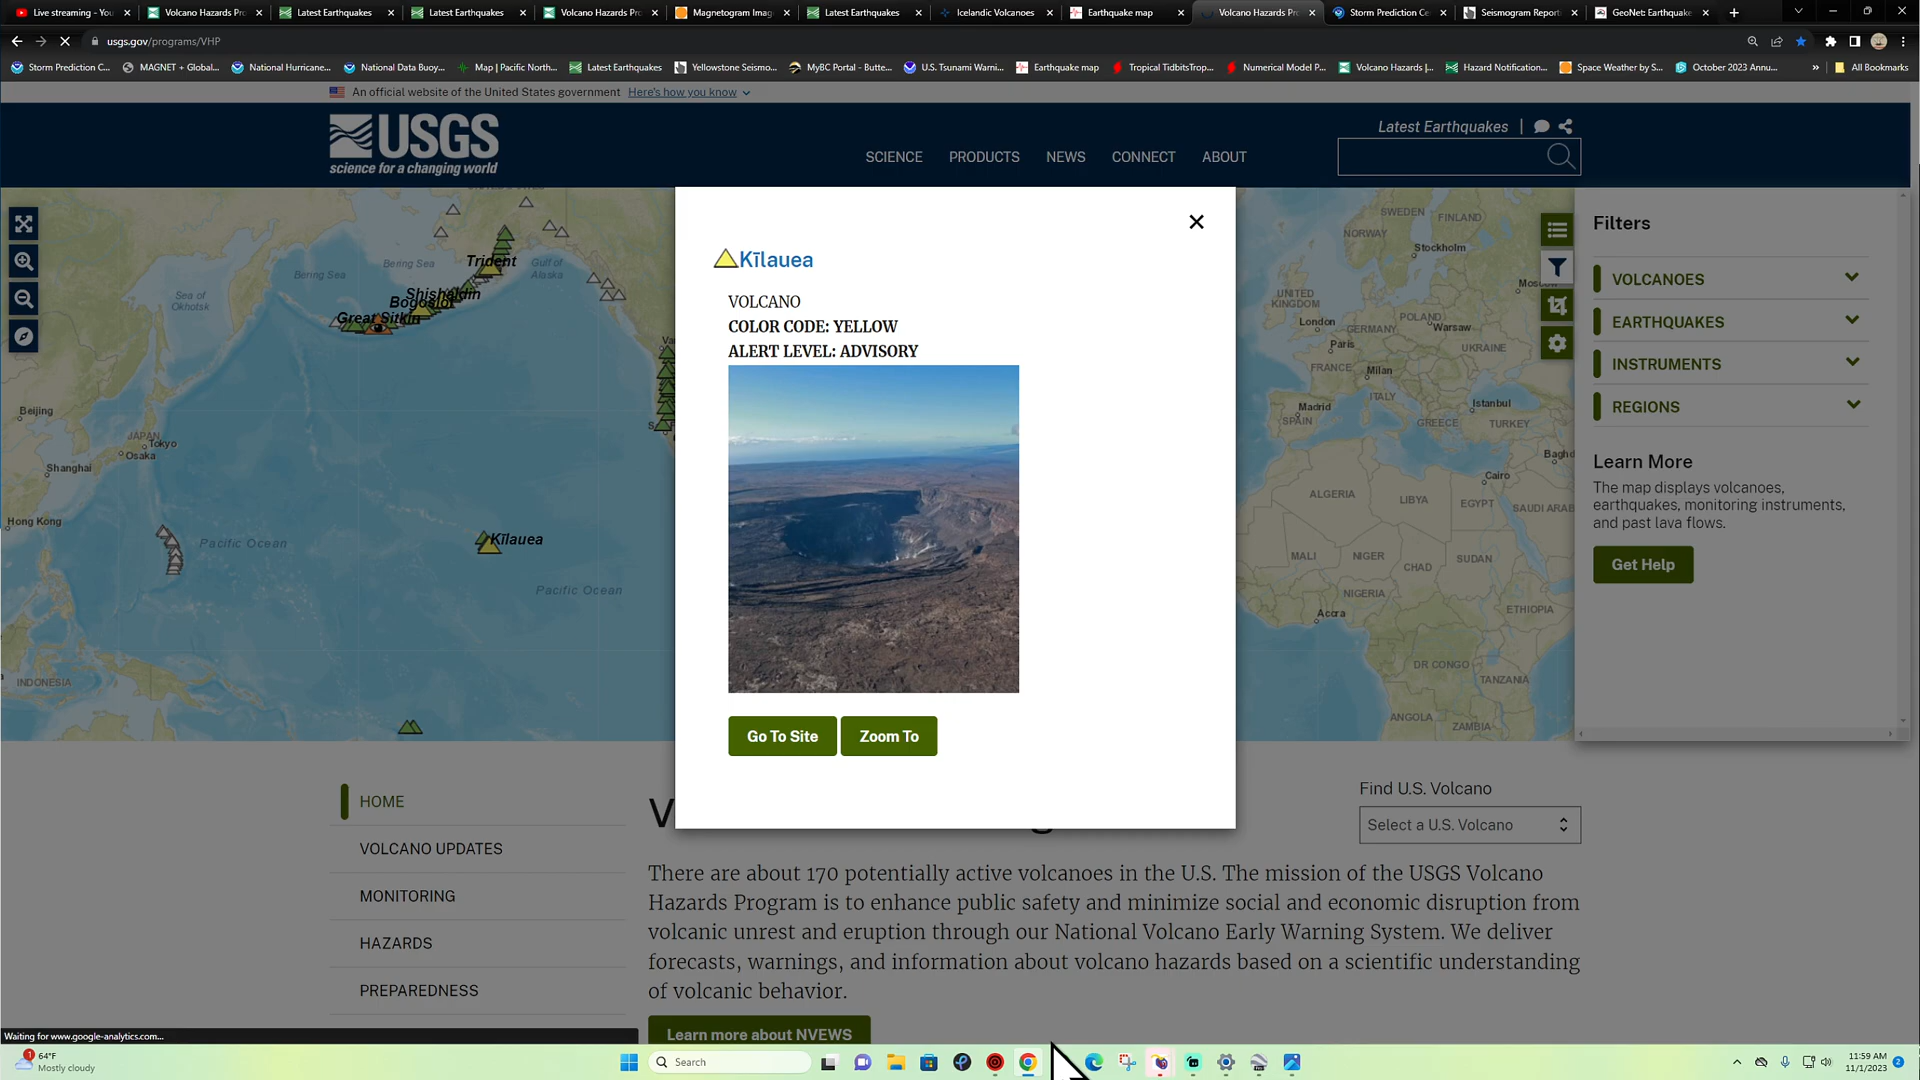 Live streaming - You
Volcano Hazards Pr
Latest Earthquakes
Latest Earthquakes
Volcano Hazards Pr
Magnetogram Imag
Latest Earthquakes
Icelandic Volcanoes
Earthquake map
Volcano Hazards Pr
Storm Prediction Ce
Seismogram Report
GeoNet: Earthquake
usgs.gov/programs/VHP
Storm Prediction C...
MAGNET + Global...
National Hurricane...
National Data Buoy...
Map | Pacific North...
Latest Earthquakes
Yellowstone Seismo...
MyBC Portal - Butte...
U.S. Tsunami Warni...
Earthquake map
Tropical TidbitsTrop...
Numerical Model P...
Volcano Hazards |...
Hazard Notification...
Space Weather by S...
October 2023 Annu...
»
All Bookmarks
An official website of the United States government Here's how you know
USGS
science for a changing world
Latest Earthquakes |
SCIENCE PRODUCTS NEWS CONNECT ABOUT
Kīlauea
VOLCANO
COLOR CODE: YELLOW
ALERT LEVEL: ADVISORY
Go To Site
Zoom To
Trident
Shishaldin
Bogoslof
Great Sitkin
Kīlauea
Sea of
Okhotsk
Bering Sea
Bering Sea
Gulf of
Alaska
Beijing
JAPAN
Tokyo
Osaka
Shanghai
Hong Kong
Pacific Ocean
Pacific Ocean
INDONESIA
SWEDEN
FINLAND
NORWAY
Stockholm
UNITED
KINGDOM
London
POLAND
Warsaw
GERMANY
Paris
UKRAINE
FRANCE
Milan
ITALY
Madrid
SPAIN
Istanbul
GREECE
TURKEY
Cairo
ALGERIA
LIBYA
EGYPT
SAUDI ARAB
MALI
NIGER
CHAD
SUDAN
NIGERIA
ETHIOPIA
Accra
DR CONGO
TANZANIA
ANGOLA
ZAMBIA
Filters
VOLCANOES
EARTHQUAKES
INSTRUMENTS
REGIONS
Learn More
The map displays volcanoes,
earthquakes, monitoring instruments,
and past lava flows.
Get Help
HOME
VOLCANO UPDATES
MONITORING
HAZARDS
PREPAREDNESS
Find U.S. Volcano
Select a U.S. Volcano
There are about 170 potentially active volcanoes in the U.S. The mission of the USGS Volcano
Hazards Program is to enhance public safety and minimize social and economic disruption from
volcanic unrest and eruption through our National Volcano Early Warning System. We deliver
forecasts, warnings, and information about volcano hazards based on a scientific understanding
of volcanic behavior.
Learn more about NVEWS
Waiting for www.google-analytics.com...
1
64°F
Mostly cloudy
Search
11:59 AM
11/1/2023
2